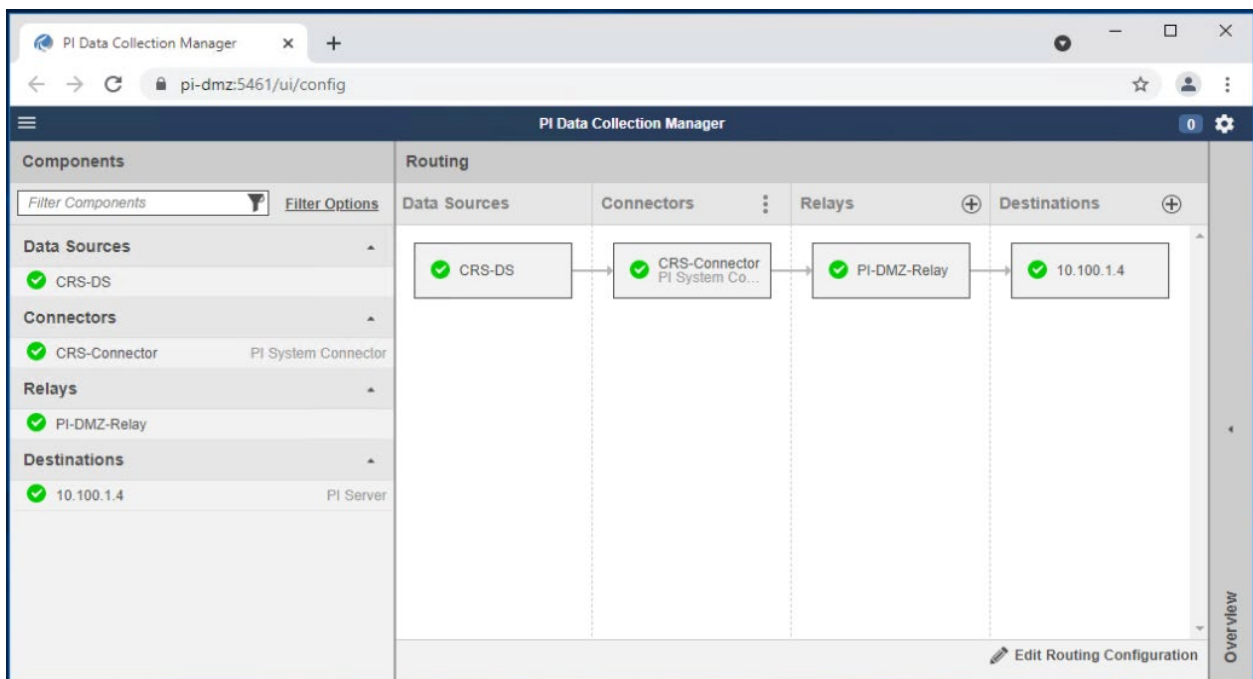 PI Data Collection Manager
pi-dmz:5461/ui/config
PI Data Collection Manager
0
Components
Filter Components
Filter Options
Data Sources
CRS-DS
Connectors
CRS-Connector PI System Connector
Relays
PI-DMZ-Relay
Destinations
10.100.1.4 PI Server
Routing
Data Sources Connectors Relays Destinations
CRS-DS
CRS-Connector
PI System Co...
PI-DMZ-Relay
10.100.1.4
Edit Routing Configuration
Overview